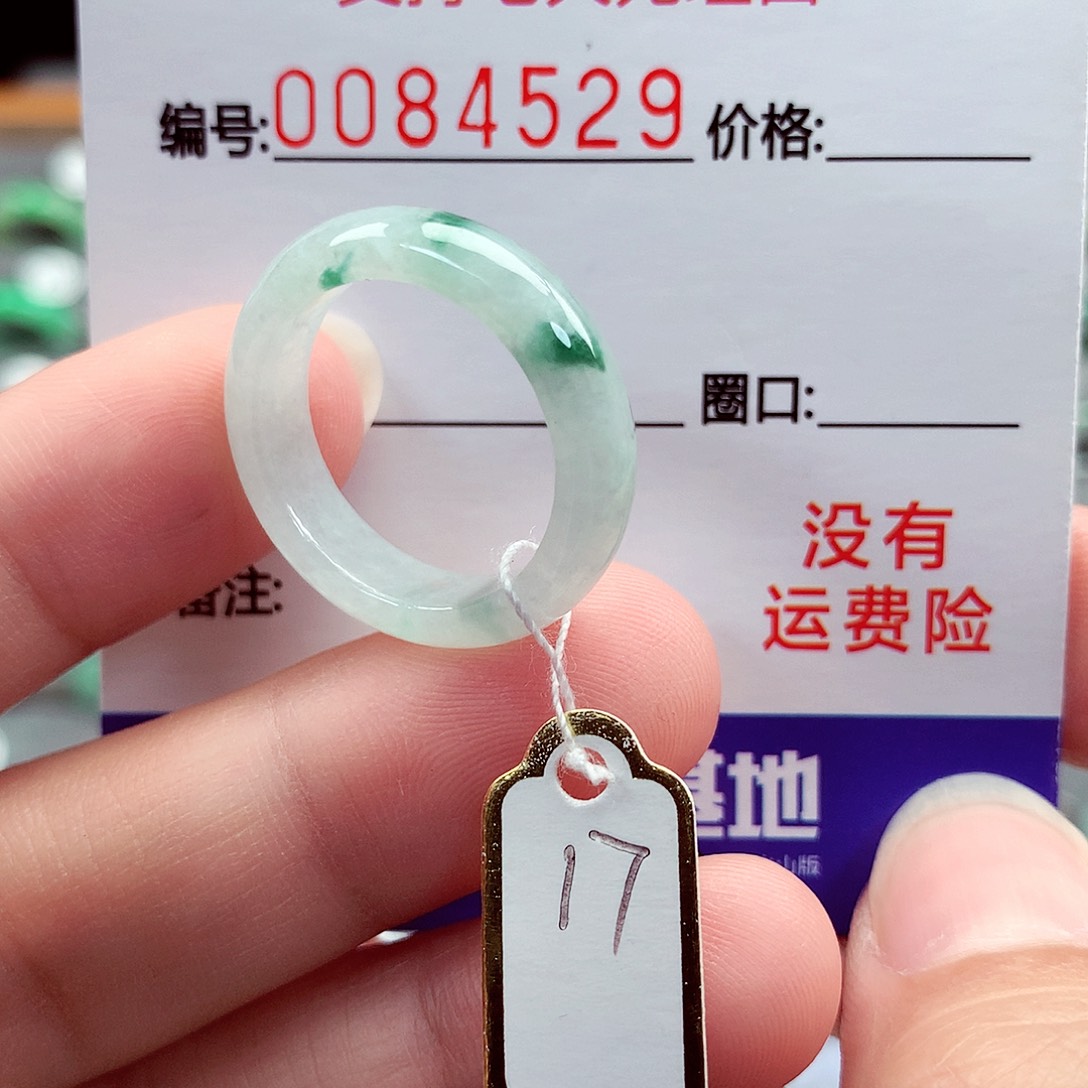 编号:0084529 价格:
圈口:
备注:
没有
运费险
基地
17